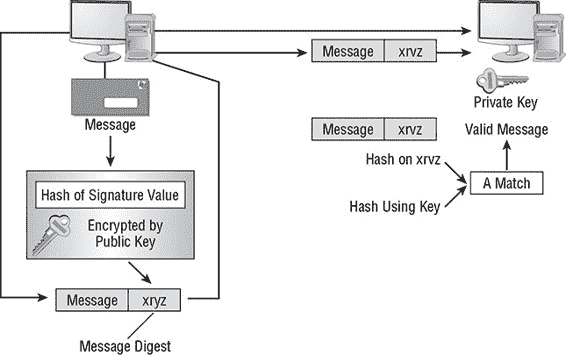 Message
xrvz
Private Key
Message
Message
xrvz
Valid Message
Hash on xrvz
A Match
Hash of Signature Value
Encrypted by
Public Key
Hash Using Key
Message
xryz
Message Digest